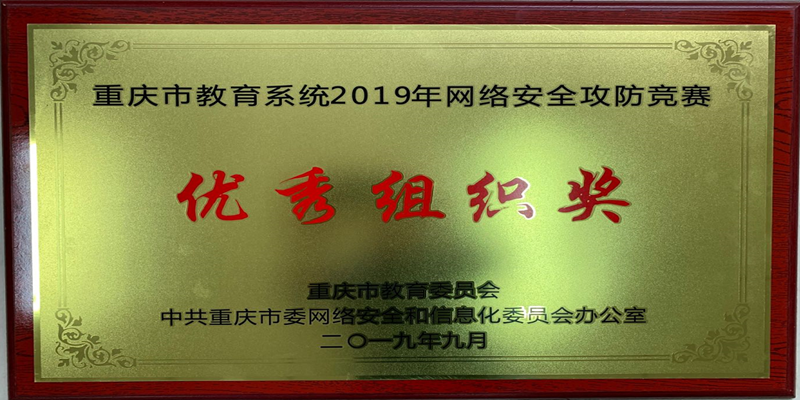 重庆市教育系统2019年网络安全攻防竞赛
优秀组织奖
重庆市教育委员会
中共重庆市委网络安全和信息化委员会办公室
二〇一九年九月